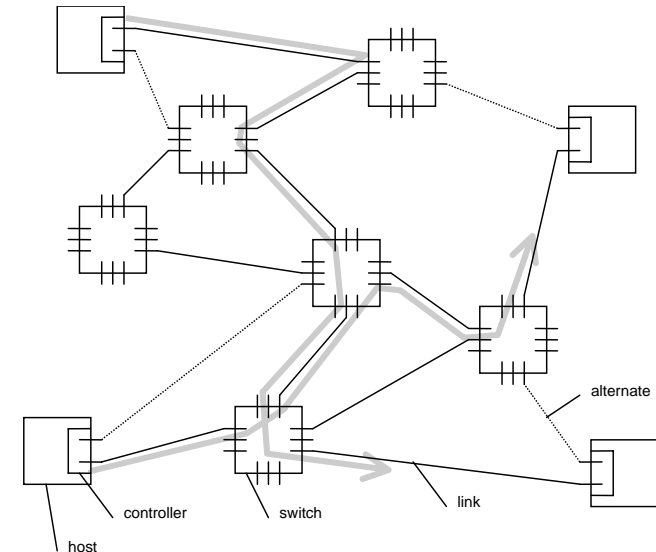 alternate
link
controller
switch
host